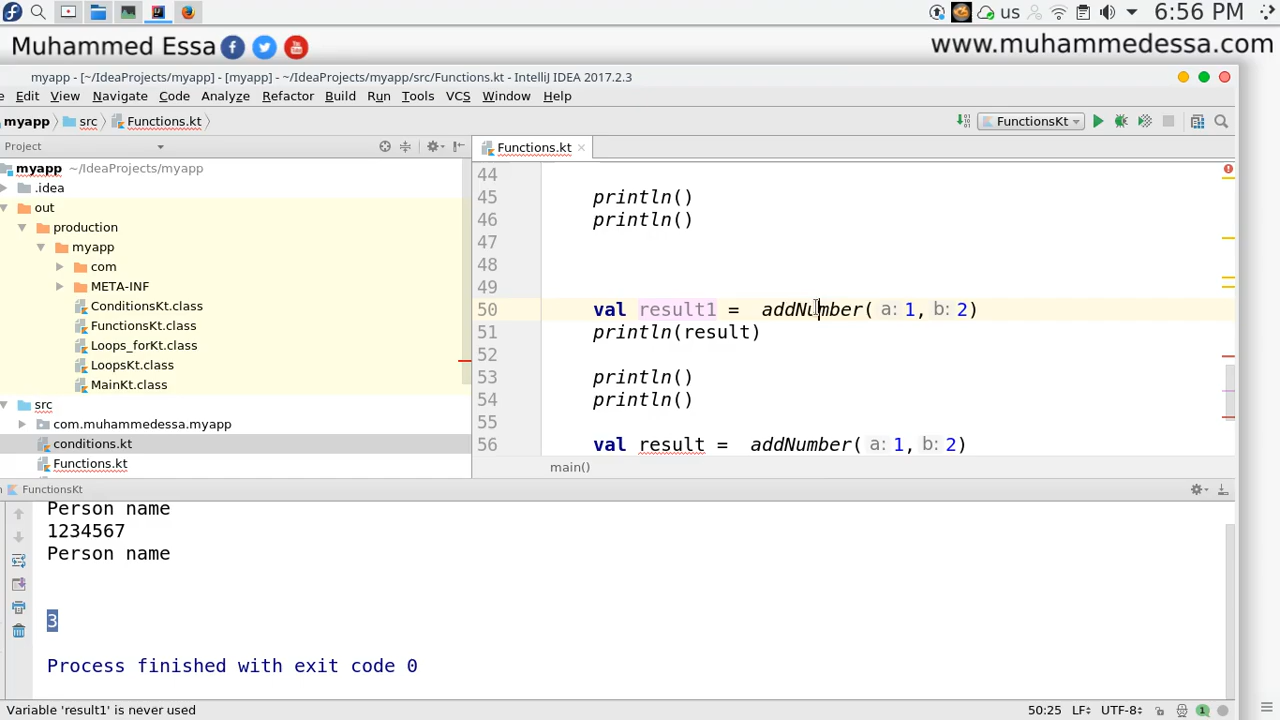 us 6:56 PM
Muhammed Essa www.muhammedessa.com
myapp - [~/IdeaProjects/myapp] - [myapp] - ~/IdeaProjects/myapp/src/Functions.kt - IntelliJ IDEA 2017.2.3
Edit View Navigate Code Analyze Refactor Build Run Tools VCS Window Help
myapp src Functions.kt FunctionsKt
Project Functions.kt
myapp ~/IdeaProjects/myapp
.idea
out
production
myapp
com
META-INF
ConditionsKt.class
FunctionsKt.class
Loops_forKt.class
LoopsKt.class
MainKt.class
src
com.muhammedessa.myapp
conditions.kt
Functions.kt
44
45 println()
46 println()
47
48
49
50 val result1 = addNumber( a: 1, b: 2)
51 println(result)
52
53 println()
54 println()
55
56 val result = addNumber( a: 1, b: 2)
main()
FunctionsKt
Person name
1234567
Person name
3
Process finished with exit code 0
Variable 'result1' is never used 50:25 LF÷ UTF-8÷ 1